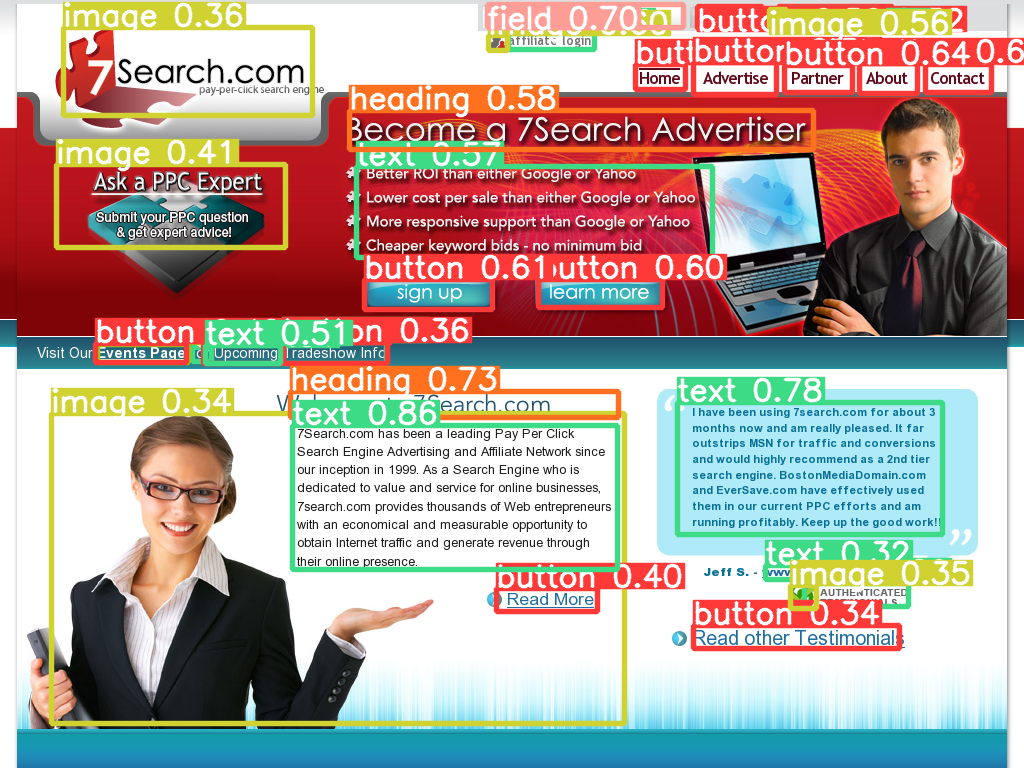 image 0.36
field 0.70
image 0.56
affiliate login
button 0.64
7Search.com
pay-per-click search engine
Home
Advertise
Partner
About
Contact
heading 0.58
Become a 7Search Advertiser
image 0.41
text 0.57
Ask a PPC Expert
Submit your PPC question
& get expert advice!
Better ROI than either Google or Yahoo
Lower cost per sale than either Google or Yahoo
More responsive support than Google or Yahoo
Cheaper keyword bids - no minimum bid
button 0.61
button 0.60
sign up
learn more
button
text 0.51
0.36
Visit Our Events Page for Upcoming Tradeshow Info
heading 0.73
Welcome to 7Search.com
image 0.34
text 0.86
text 0.78
7Search.com has been a leading Pay Per Click
Search Engine Advertising and Affiliate Network since
our inception in 1999. As a Search Engine who is
dedicated to value and service for online businesses,
7search.com provides thousands of Web entrepreneurs
with an economical and measurable opportunity to
obtain Internet traffic and generate revenue through
their online presence.
button 0.40
Read More
“
I have been using 7search.com for about 3
months now and am really pleased. It far
outstrips MSN for traffic and conversions
and would highly recommend as a 2nd tier
search engine. BostonMediaDomain.com
and EverSave.com have effectively used
them in our current PPC efforts and am
running profitably. Keep up the good work!!
”
text 0.32
Jeff S. - www
image 0.35
AUTHENTICATED
TESTIMONIALS
button 0.34
Read other Testimonials